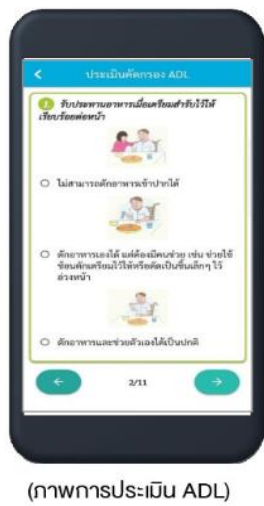 ประเมินคัดกรอง ADL
2. รับประทานอาหารเมื่อเตรียมสำรับไว้ให้
เรียบร้อยต่อหน้า
ไม่สามารถตักอาหารเข้าปากได้
ตักอาหารเองได้ แต่ต้องมีคนช่วย เช่น ช่วยใช้
ช้อนตักเตรียมไว้ให้หรือตัดเป็นชิ้นเล็กๆ ไว้
ล่วงหน้า
ตักอาหารและช่วยตัวเองได้เป็นปกติ
2/11
(ภาพการประเมิน ADL)